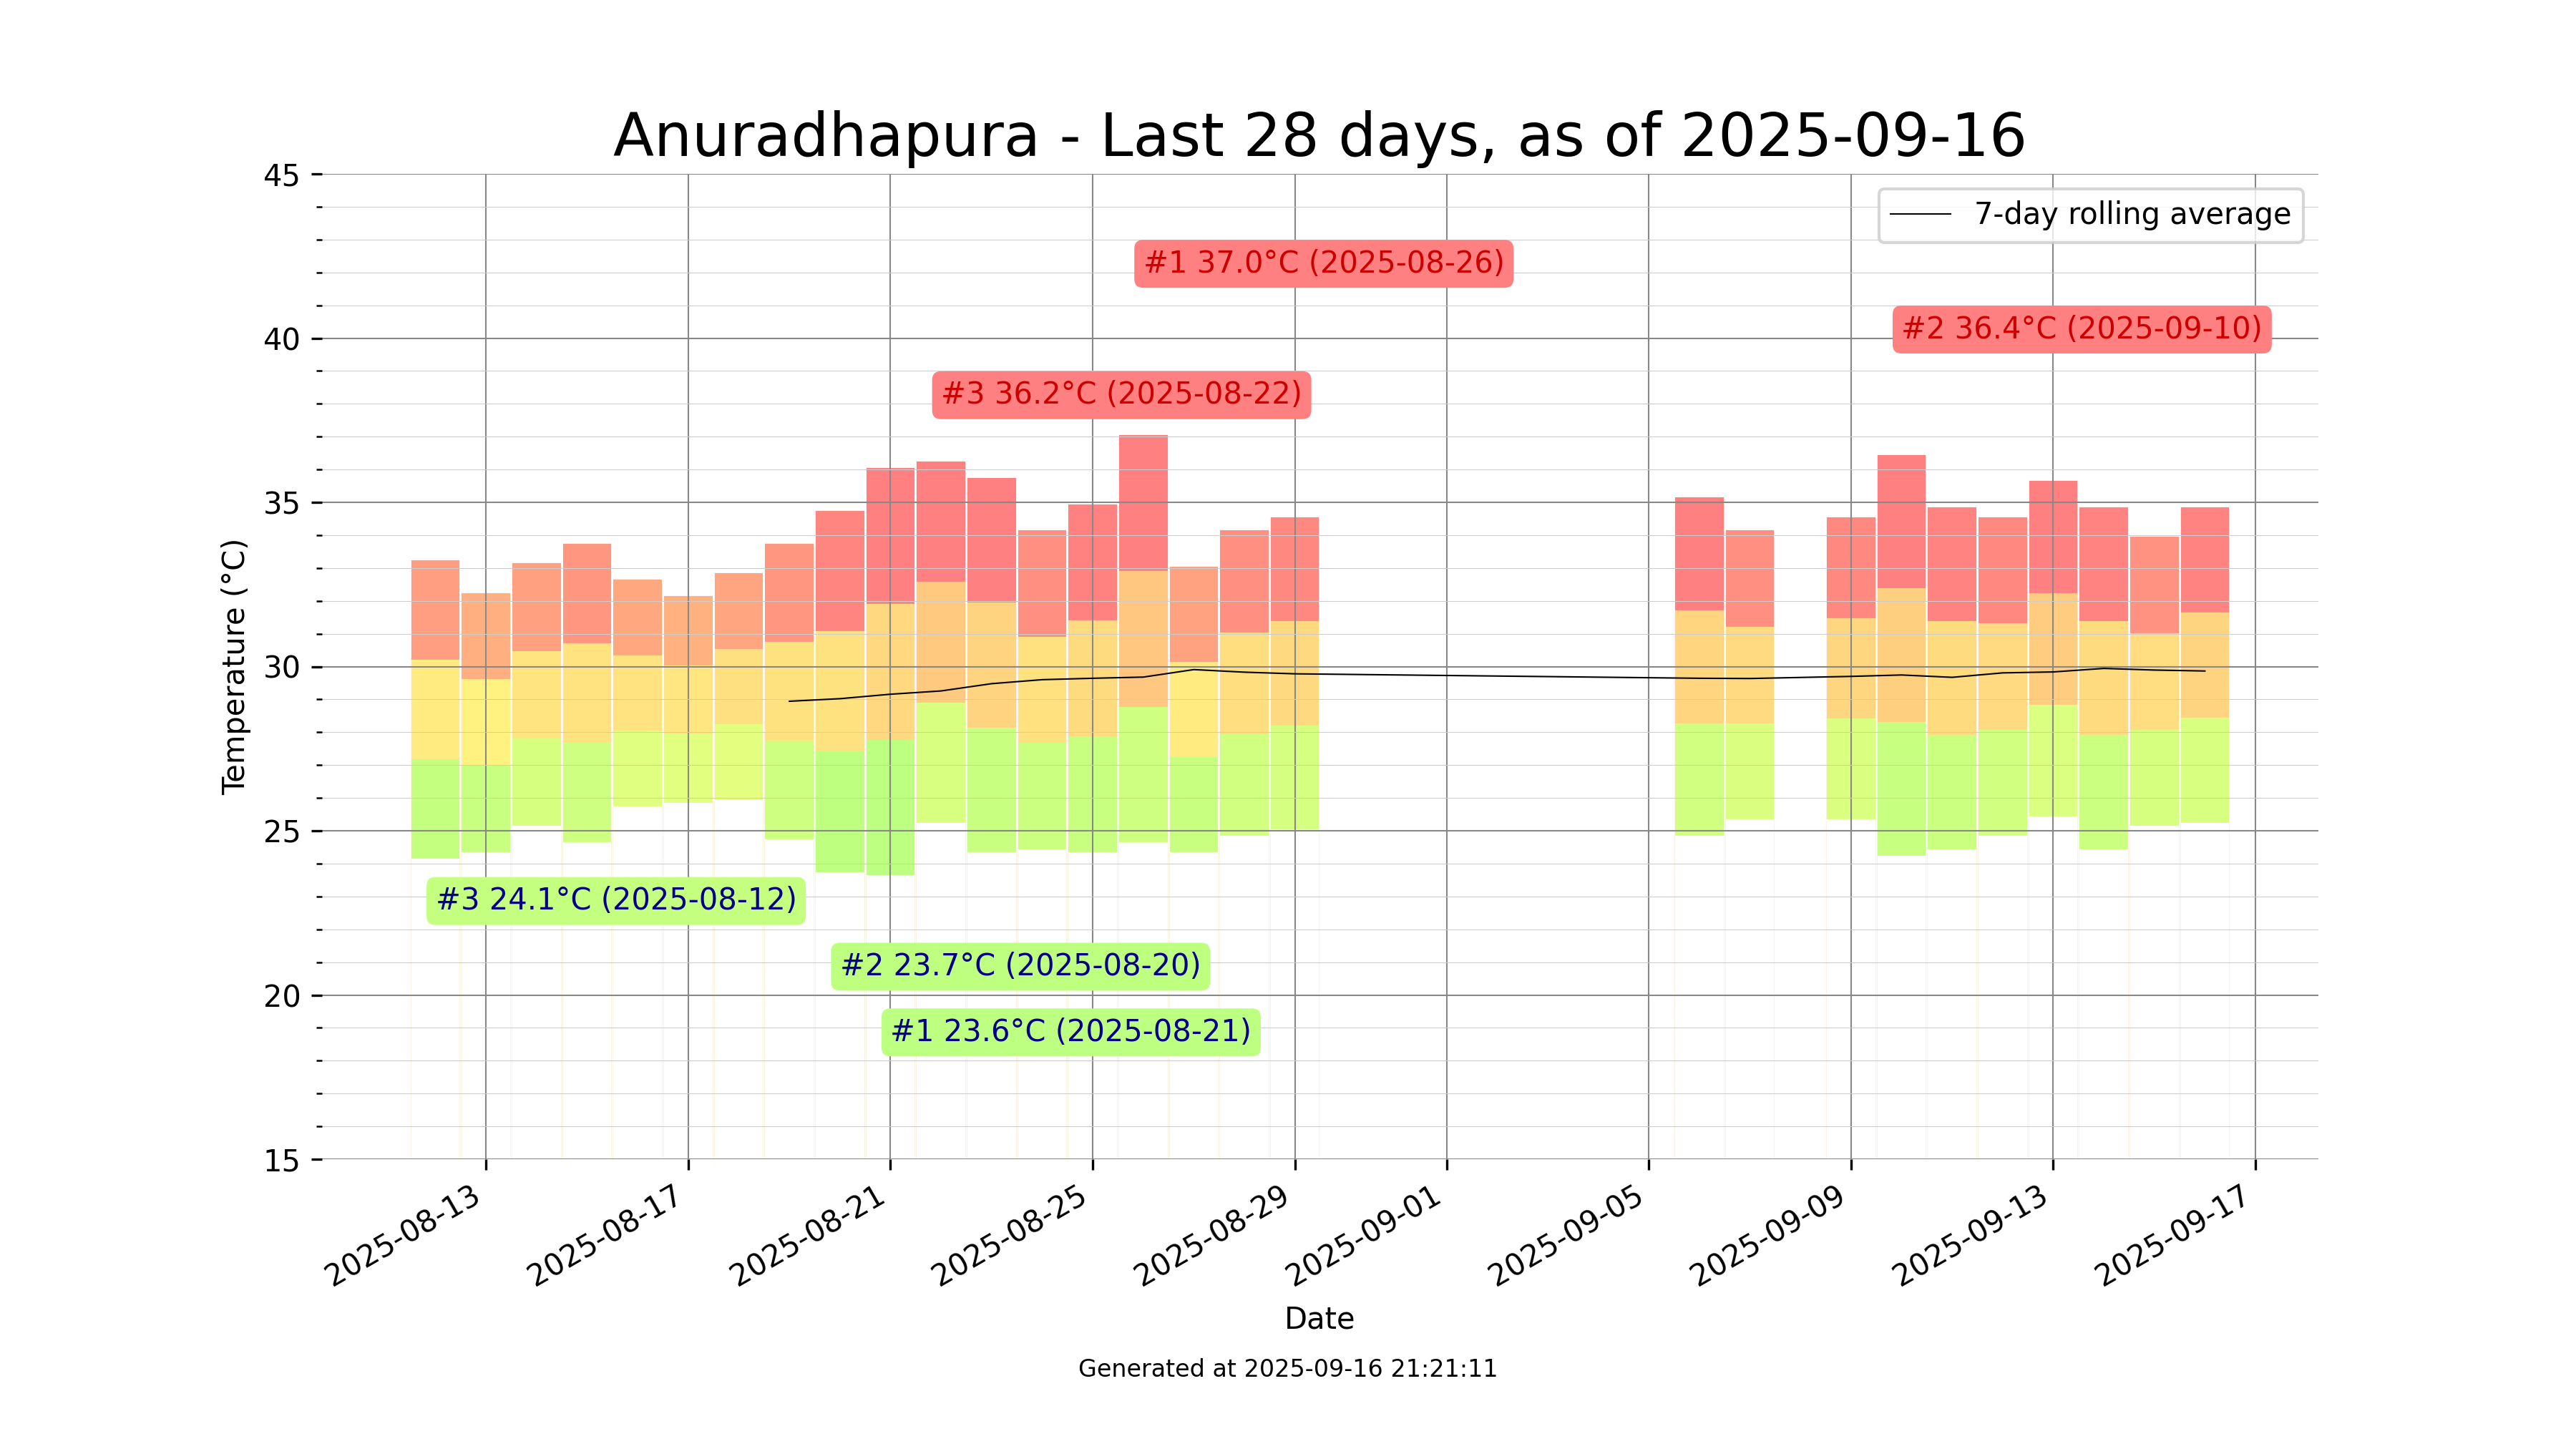 Anuradhapura - Last 28 days, as of 2025-09-16
7-day rolling average
#1 37.0°C (2025-08-26)
#2 36.4°C (2025-09-10)
#3 36.2°C (2025-08-22)
#3 24.1°C (2025-08-12)
#2 23.7°C (2025-08-20)
#1 23.6°C (2025-08-21)
Temperature (°C)
45
40
35
30
25
20
15
2025-08-13
2025-08-17
2025-08-21
2025-08-25
2025-08-29
2025-09-01
2025-09-05
2025-09-09
2025-09-13
2025-09-17
Date
Generated at 2025-09-16 21:21:11